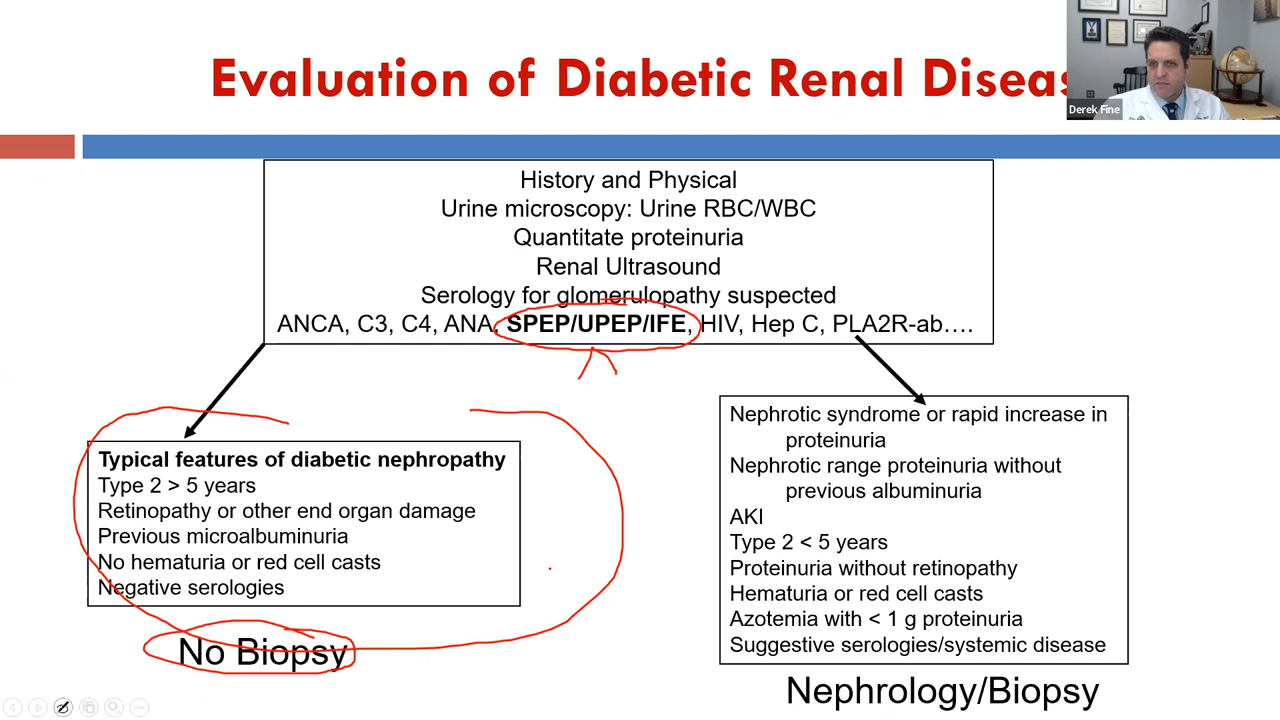 Evaluation of Diabetic Renal Diseas
Derek Fine
History and Physical
Urine microscopy: Urine RBC/WBC
Quantitate proteinuria
Renal Ultrasound
Serology for glomerulopathy suspected
ANCA, C3, C4, ANA, SPEP/UPEP/IFE, HIV, Hep C, PLA2R-ab….
Typical features of diabetic nephropathy
Type 2 > 5 years
Retinopathy or other end organ damage
Previous microalbuminuria
No hematuria or red cell casts
Negative serologies
No Biopsy
Nephrotic syndrome or rapid increase in
proteinuria
Nephrotic range proteinuria without
previous albuminuria
AKI
Type 2 < 5 years
Proteinuria without retinopathy
Hematuria or red cell casts
Azotemia with < 1 g proteinuria
Suggestive serologies/systemic disease
Nephrology/Biopsy